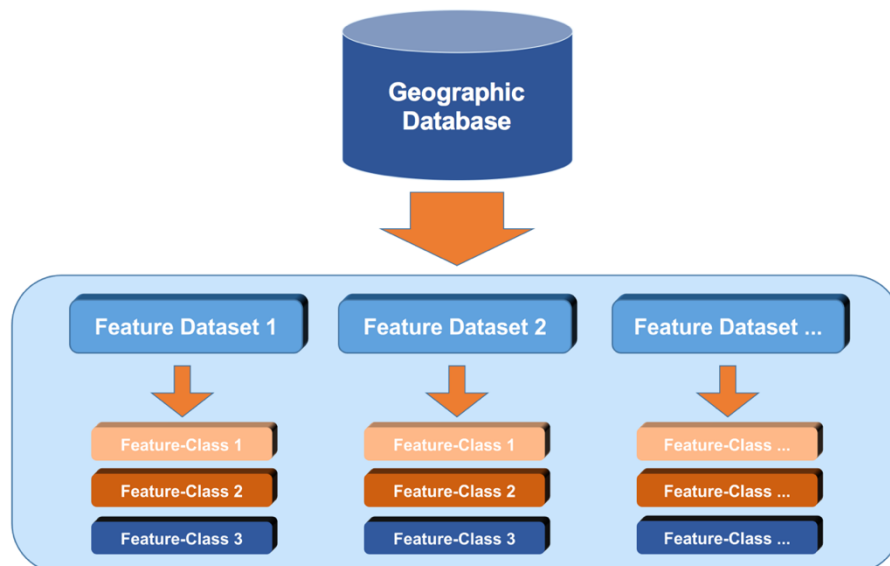 Geographic
Database
Feature Dataset 1
Feature Dataset 2
Feature Dataset ...
Feature-Class 1
Feature-Class 1
Feature-Class ...
Feature-Class 2
Feature-Class 2
Feature-Class ...
Feature-Class 3
Feature-Class 3
Feature-Class ...